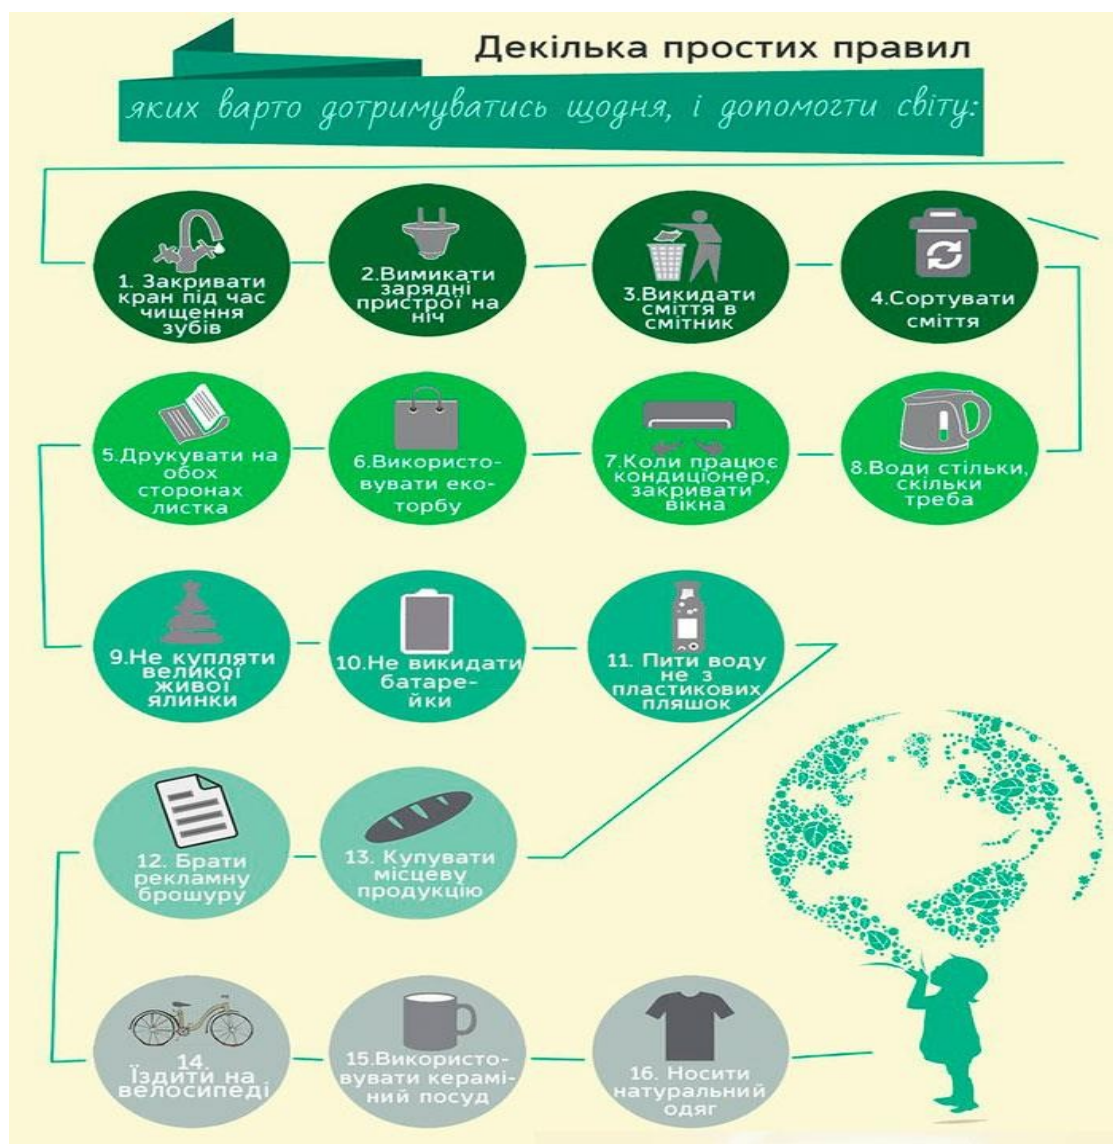 Декілька простих правил
яких варто дотримуватись щодня, і допомогти світу:
1. Закривати
кран під час
чищення
зубів
2.Вимикати
зарядні
пристрої на
ніч
3.Викидати
сміття в
смітник
4.Сортувати
сміття
5.Друкувати на
обох
сторонах
листка
6.Використо-
вувати еко-
торбу
7.Коли працює
кондиціонер,
закривати
вікна
8.Води стільки,
скільки
треба
9.Не купляти
великої
живої
ялинки
10.Не викидати
батаре-
йки
11. Пити воду
не з
пластикових
пляшок
12. Брати
рекламну
брошуру
13. Купувати
місцеву
продукцію
14.
Їздити на
велосипеді
15.Використо-
вувати керамі-
ний посуд
16. Носити
натуральний
одяг